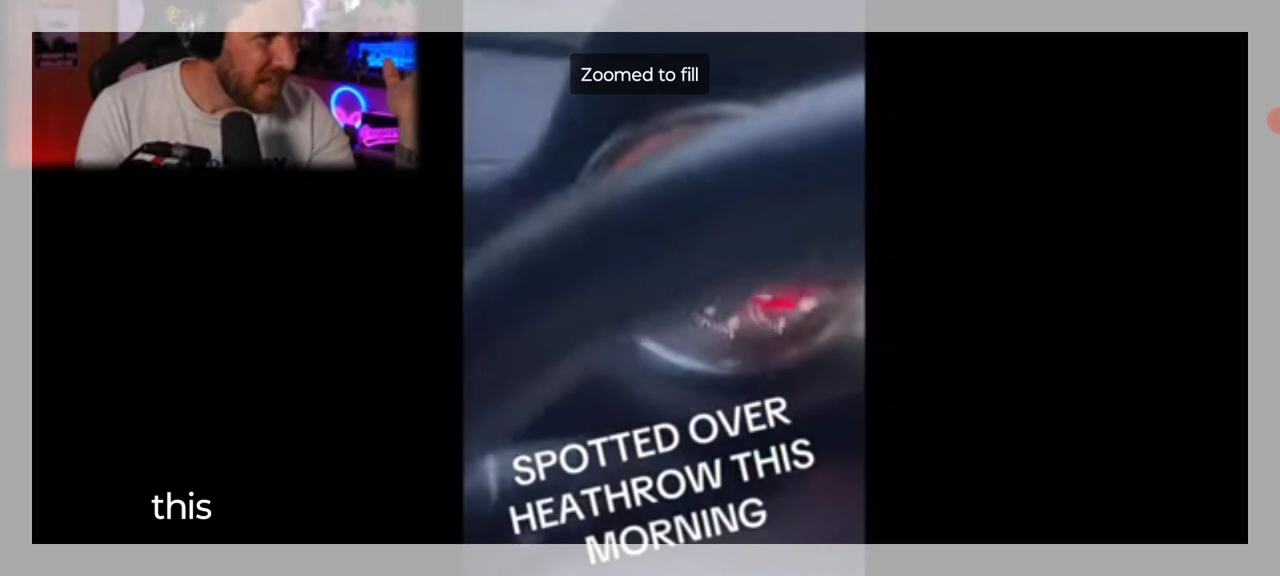 Zoomed to fill
SPOTTED OVER
HEATHROW THIS
MORNING
this